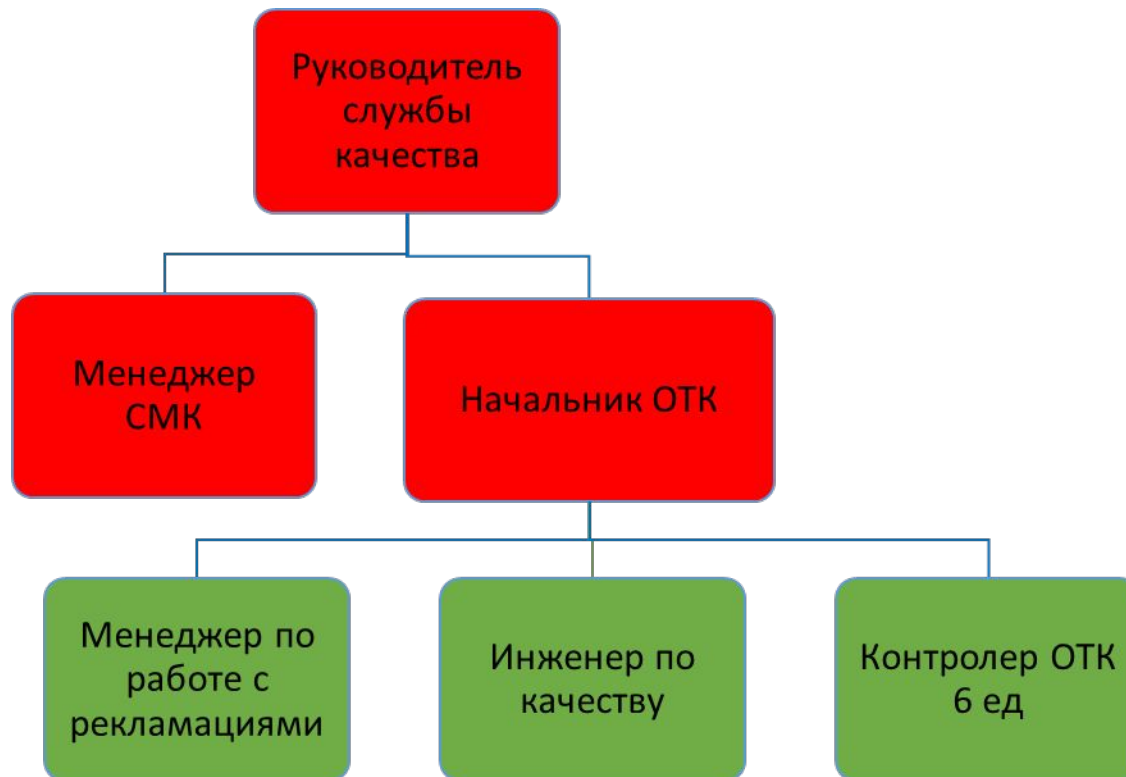 Руководитель
службы
качества
Менеджер
СМК
Начальник ОТК
Менеджер по
работе с
рекламациями
Инженер по
качеству
Контролер ОТК
6 ед